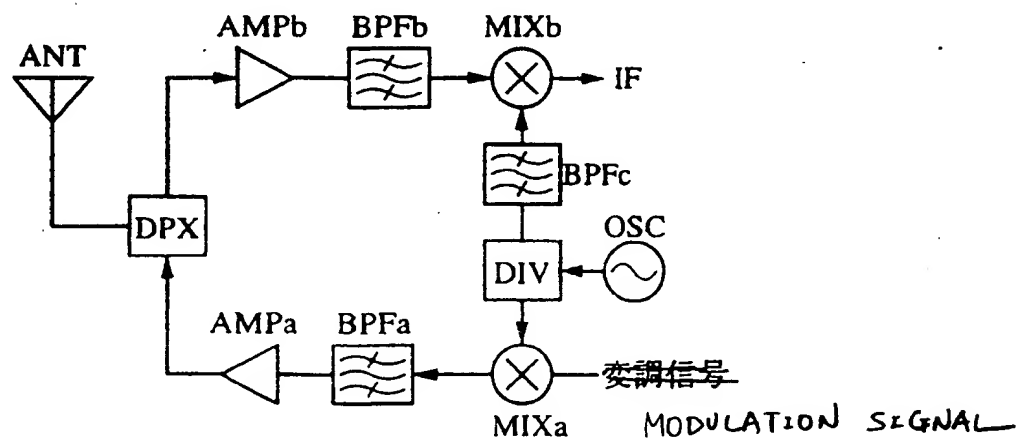 AMPb BPFb MIXb
ANT
IF
BPFc
DPX
OSC
DIV
AMPa BPFa
変調信号
MIXa
MODULATION SIGNAL